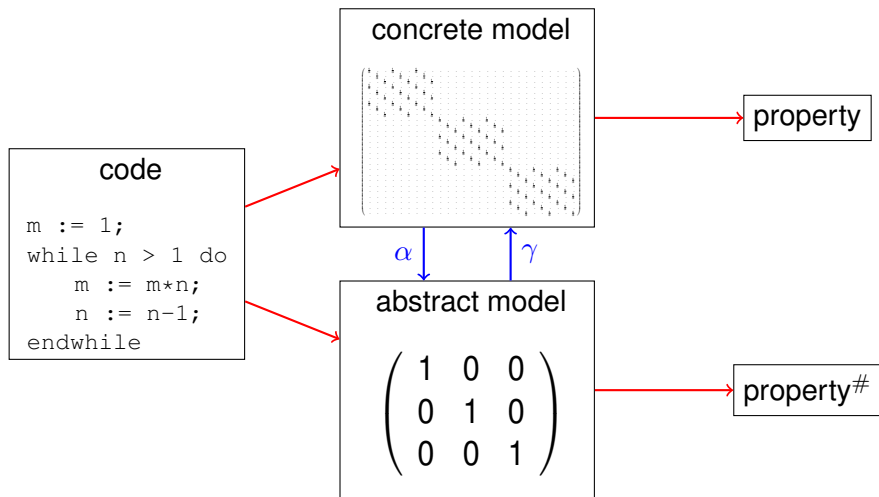 concrete model
property
code
m := 1;
while n > 1 do
m := m*n;
n := n-1;
endwhile
α
γ
abstract model
1 0 0
0 1 0
0 0 1
property#